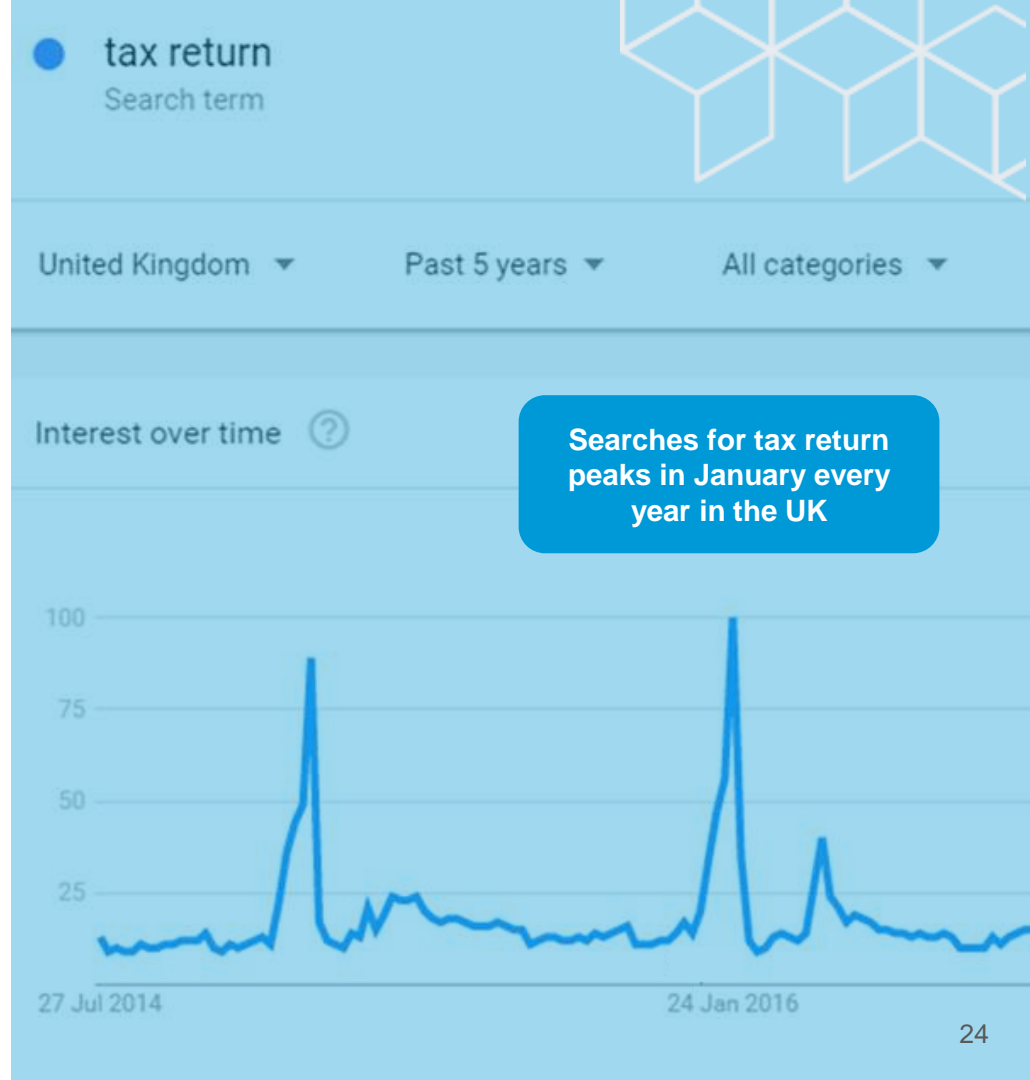 tax return
Search term
United Kingdom
Past 5 years
All categories
Interest over time ?
Searches for tax return
peaks in January every
year in the UK
100
75
50
25
27 Jul 2014
24 Jan 2016
24